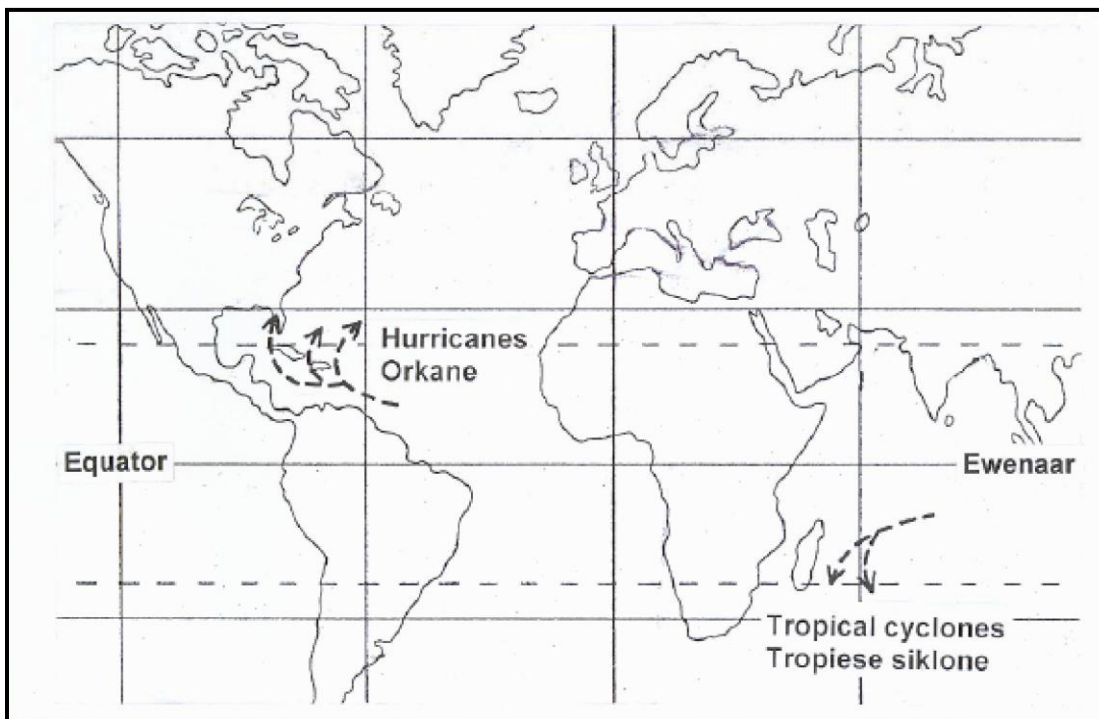 Hurricanes
Orkane
Equator
Ewenaar
Tropical cyclones
Tropiese siklone